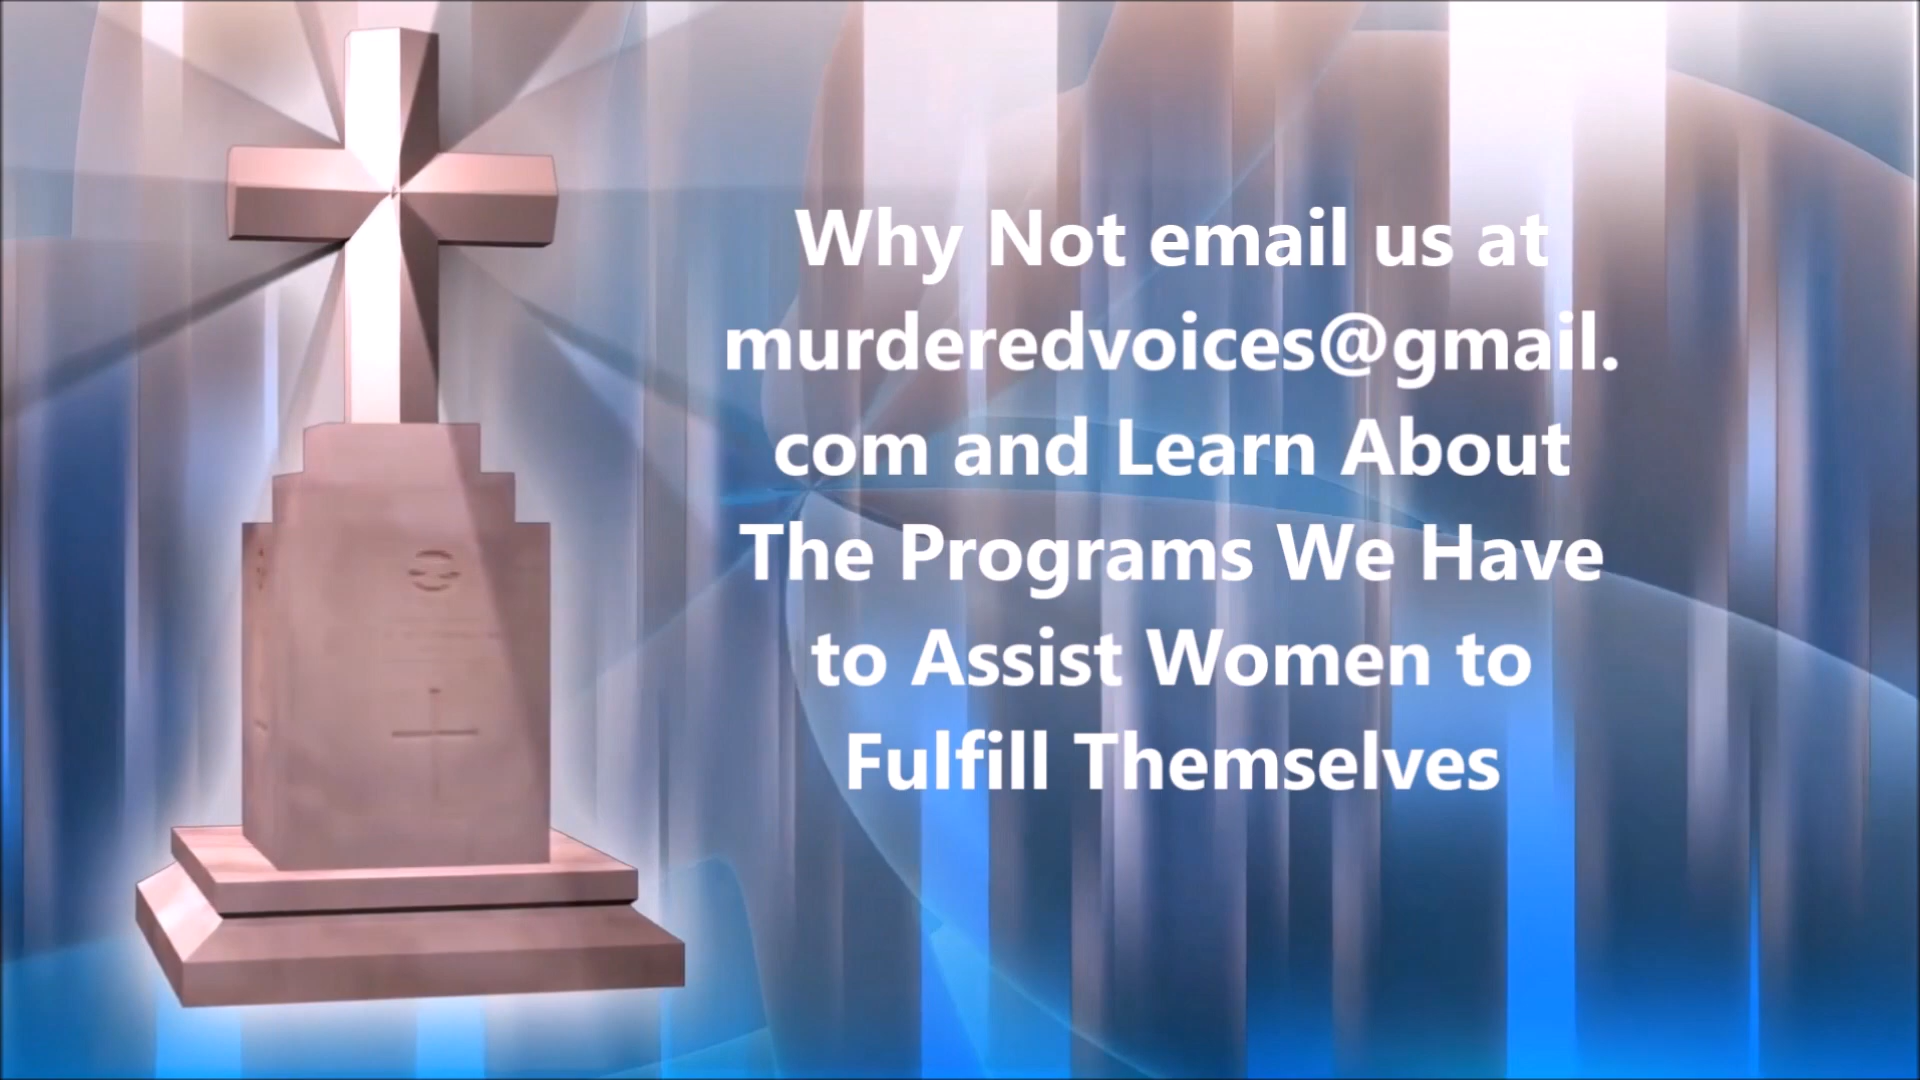 Why Not email us at
murderedvoices@gmail.
com and Learn About
The Programs We Have
to Assist Women to
Fulfill Themselves